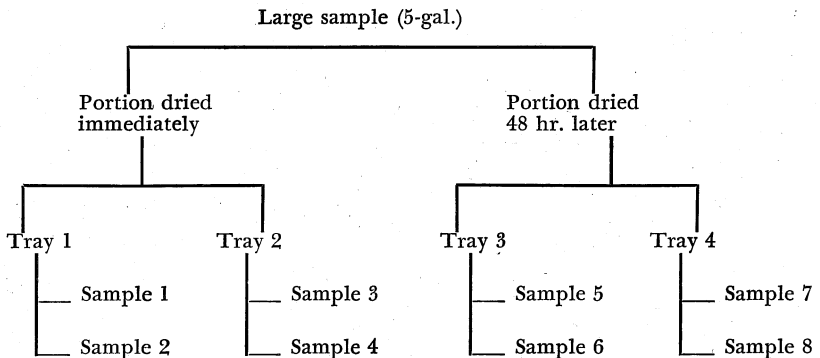 Large sample (5-gal.)
Portion dried
immediately
Portion dried
48 hr. later
Tray 1
Tray 2
Tray 3
Tray 4
Sample 1
Sample 3
Sample 5
Sample 7
Sample 2
Sample 4
Sample 6
Sample 8